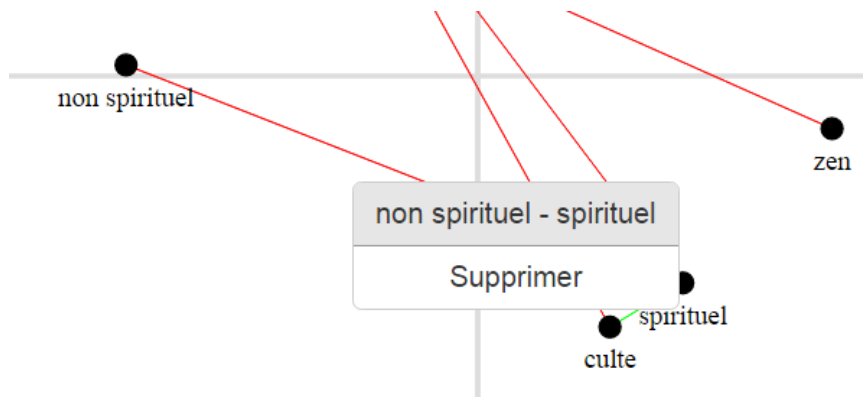 non spirituel
zen
non spirituel - spirituel
Supprimer
spirituel
culte